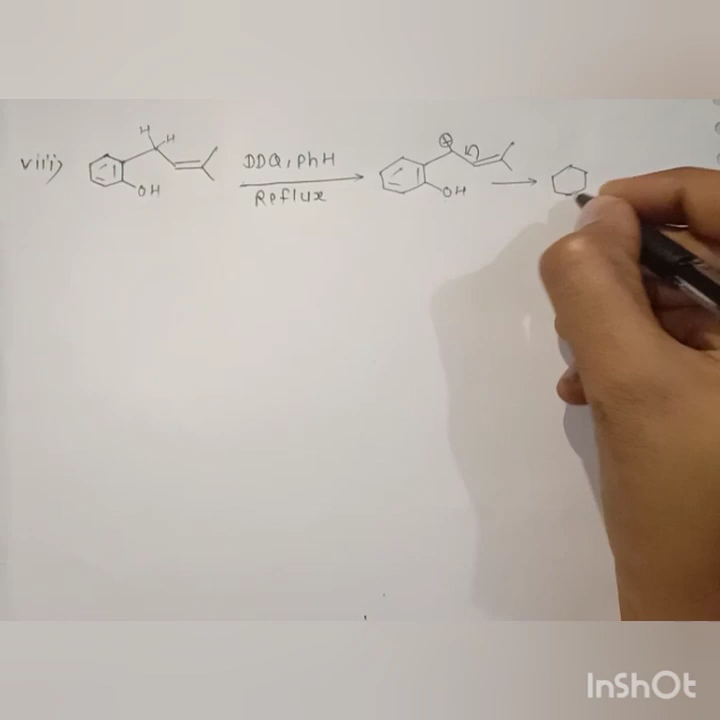 viii)
H
H
OH
DDQ, PhH
Reflux
⊕
OH
InShOt